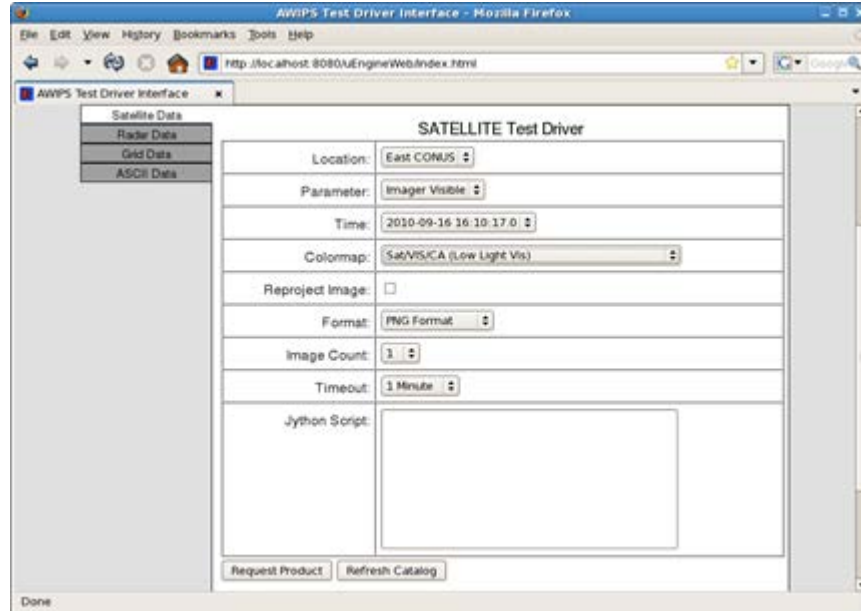 AWIPS Test Driver Interface - Mozilla Firefox
File Edit View History Bookmarks Tools Help
http://localhost:8080/uEngineWeb/index.html
Google
AWIPS Test Driver Interface
Satellite Data
Radar Data
Grid Data
ASCII Data
SATELLITE Test Driver
Location: East CONUS
Parameter: Imager Visible
Time: 2010-09-16 16:10:17.0
Colormap: Sat/VIS/CA (Low Light Vis)
Reproject Image:
Format: PNG Format
Image Count: 1
Timeout: 1 Minute
Jython Script:
Request Product Refresh Catalog
Done